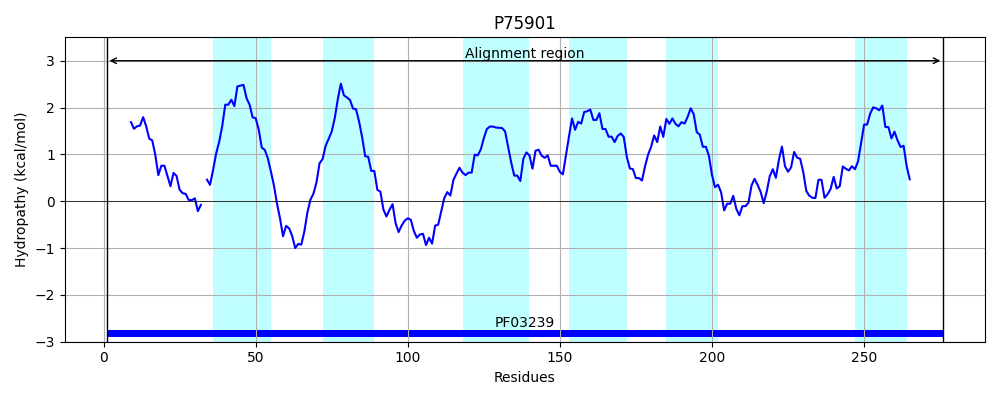 P75901
Alignment region
Hydropathy (kcal/mol)
3
2
1
0
−1
−2
−3
PF03239
0 50 100 150 200 250
Residues